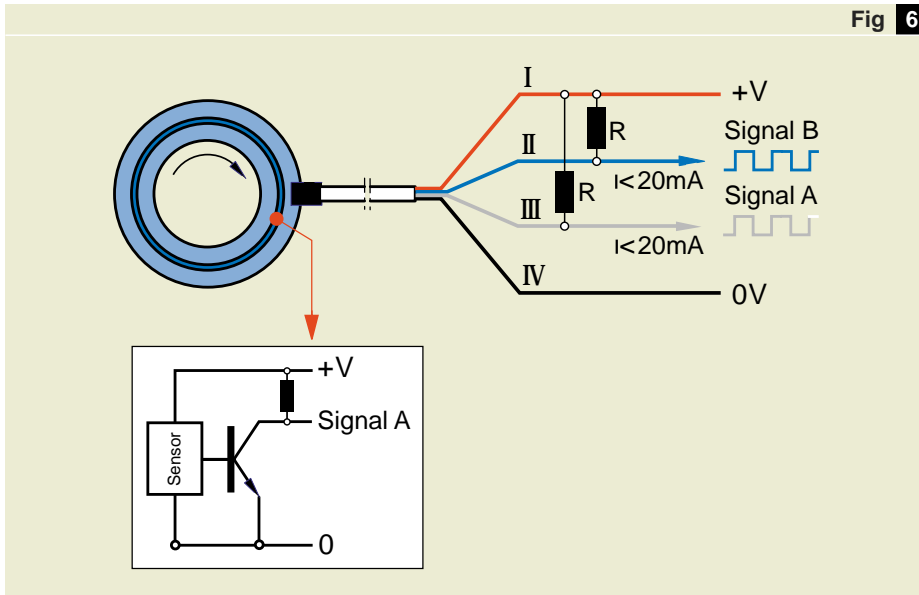 Fig 6
I
+V
R
Signal B
II
I<20mA
R
Signal A
III
I<20mA
IV
0V
+V
Signal A
Sensor
0